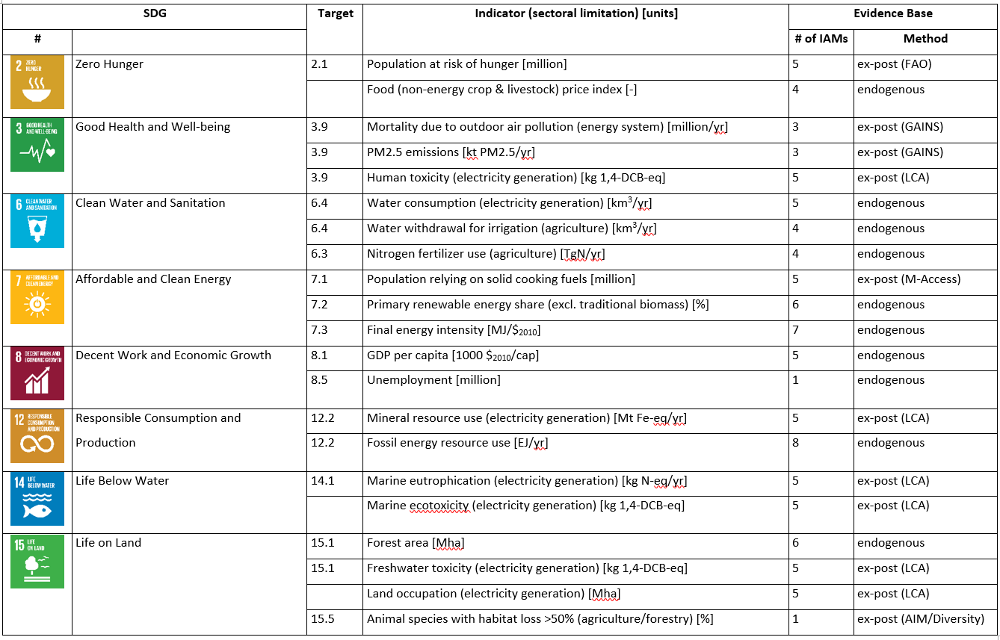 SDG Target Indicator (sectoral limitation) [units] Evidence Base
# # of IAMs Method
2 ZERO HUNGER Zero Hunger 2.1 Population at risk of hunger [million] 5 ex-post (FAO)
Food (non-energy crop & livestock) price index [-] 4 endogenous
3 GOOD HEALTH AND WELL-BEING Good Health and Well-being 3.9 Mortality due to outdoor air pollution (energy system) [million/yr] 3 ex-post (GAINS)
3.9 PM2.5 emissions [kt PM2.5/yr] 3 ex-post (GAINS)
3.9 Human toxicity (electricity generation) [kg 1,4-DCB-eq] 5 ex-post (LCA)
6 CLEAN WATER AND SANITATION Clean Water and Sanitation 6.4 Water consumption (electricity generation) [km³/yr] 5 endogenous
6.4 Water withdrawal for irrigation (agriculture) [km³/yr] 4 endogenous
6.3 Nitrogen fertilizer use (agriculture) [TgN/yr] 4 endogenous
7 AFFORDABLE AND CLEAN ENERGY Affordable and Clean Energy 7.1 Population relying on solid cooking fuels [million] 5 ex-post (M-Access)
7.2 Primary renewable energy share (excl. traditional biomass) [%] 6 endogenous
7.3 Final energy intensity [MJ/$₂₀₁₀] 7 endogenous
8 DECENT WORK AND ECONOMIC GROWTH Decent Work and Economic Growth 8.1 GDP per capita [1000 $₂₀₁₀/cap] 5 endogenous
8.5 Unemployment [million] 1 endogenous
12 RESPONSIBLE CONSUMPTION AND PRODUCTION Responsible Consumption and 12.2 Mineral resource use (electricity generation) [Mt Fe-eq/yr] 5 ex-post (LCA)
Production 12.2 Fossil energy resource use [EJ/yr] 8 endogenous
14 LIFE BELOW WATER Life Below Water 14.1 Marine eutrophication (electricity generation) [kg N-eq/yr] 5 ex-post (LCA)
Marine ecotoxicity (electricity generation) [kg 1,4-DCB-eq] 5 ex-post (LCA)
15 LIFE ON LAND Life on Land 15.1 Forest area [Mha] 6 endogenous
15.1 Freshwater toxicity (electricity generation) [kg 1,4-DCB-eq] 5 ex-post (LCA)
Land occupation (electricity generation) [Mha] 5 ex-post (LCA)
15.5 Animal species with habitat loss >50% (agriculture/forestry) [%] 1 ex-post (AIM/Diversity)